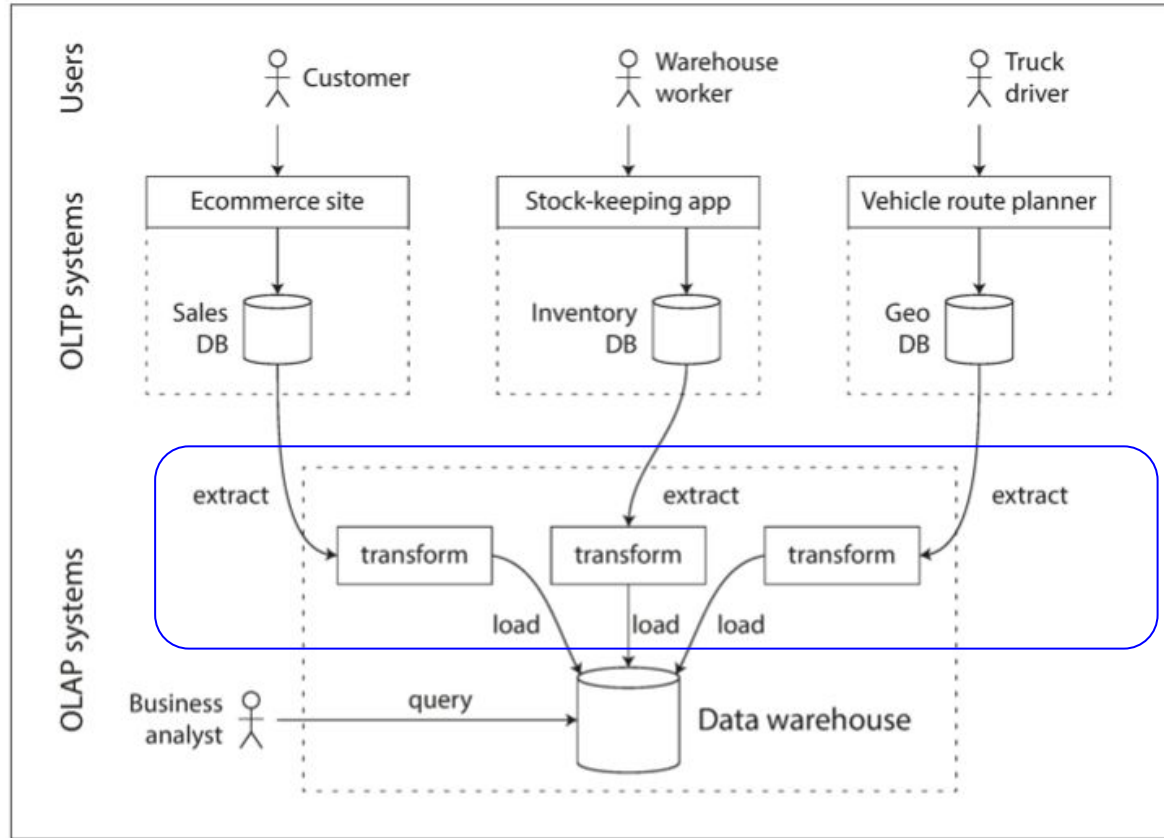 Users
Customer
Warehouse
worker
Truck
driver
OLTP systems
Ecommerce site
Stock-keeping app
Vehicle route planner
Sales
DB
Inventory
DB
Geo
DB
OLAP systems
extract
extract
extract
transform
transform
transform
load
load
load
Business
analyst
query
Data warehouse